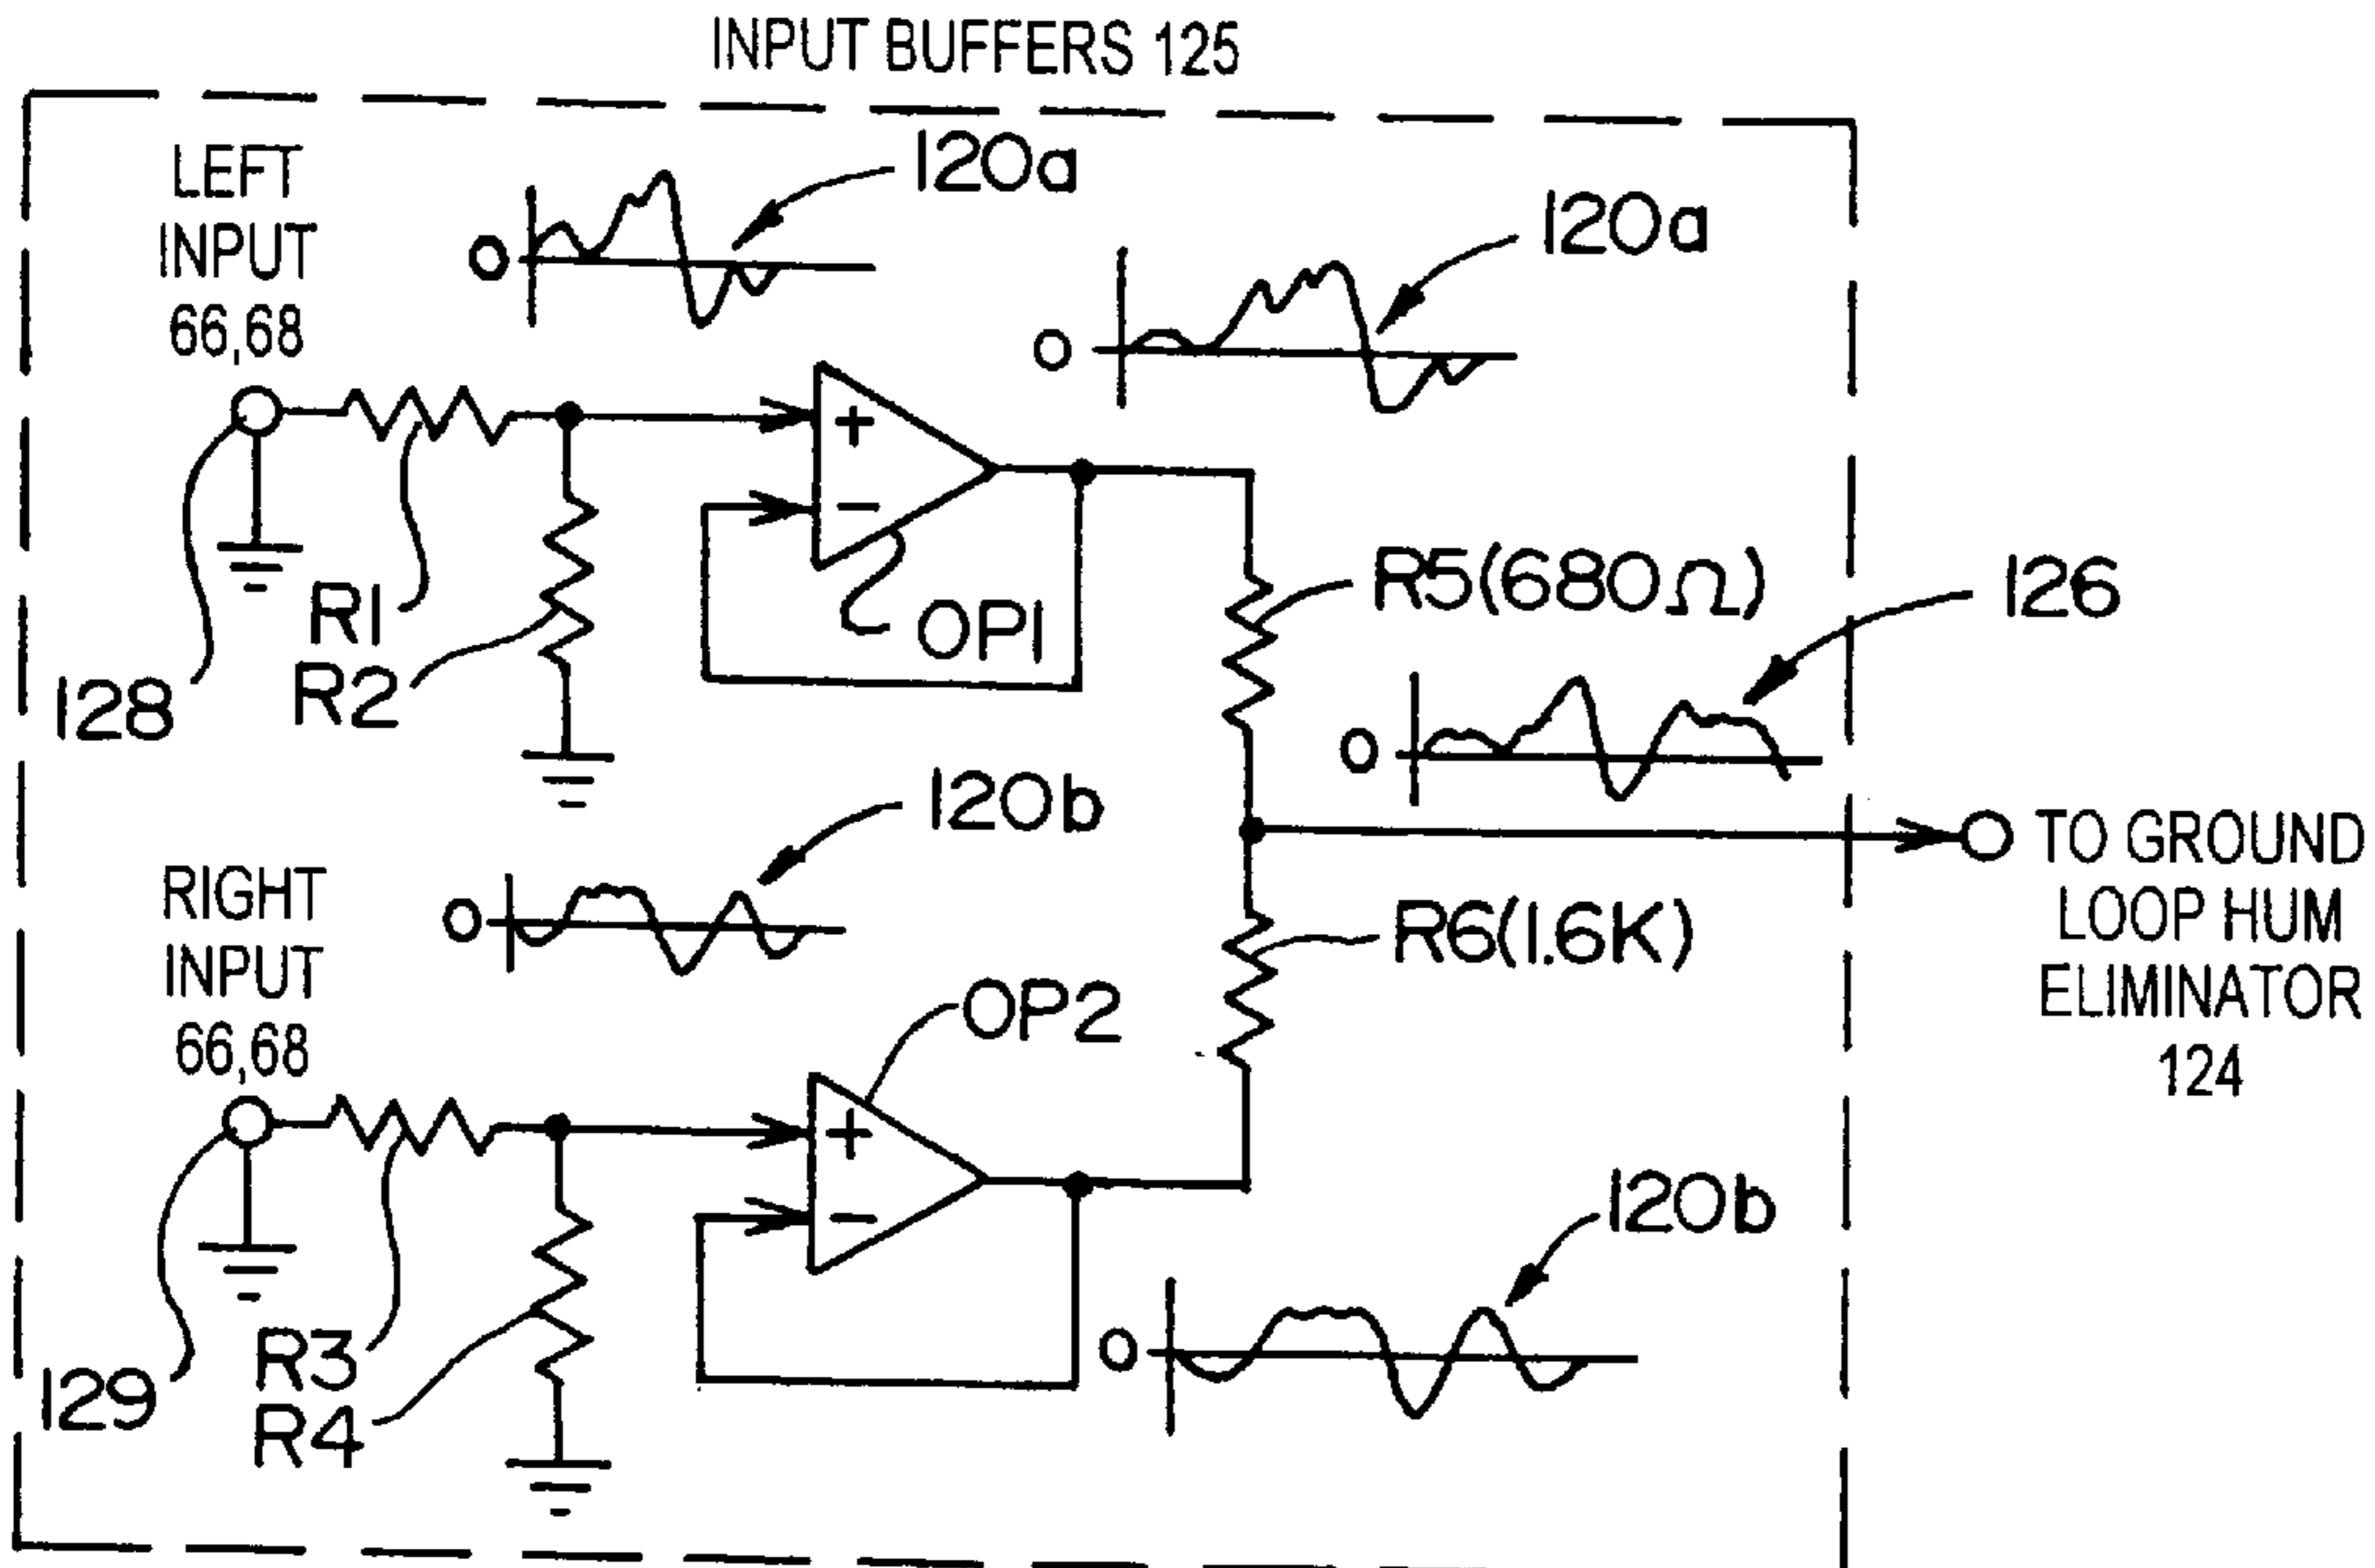 INPUT BUFFERS 125
LEFT
INPUT
66,68
120a
0
120a
0
+
−
R1
R2
OP1
128
R5(680Ω)
126
0
120b
0
RIGHT
INPUT
66,68
TO GROUND
LOOP HUM
ELIMINATOR
124
R6(1.6K)
OP2
+
−
R3
R4
129
120b
0